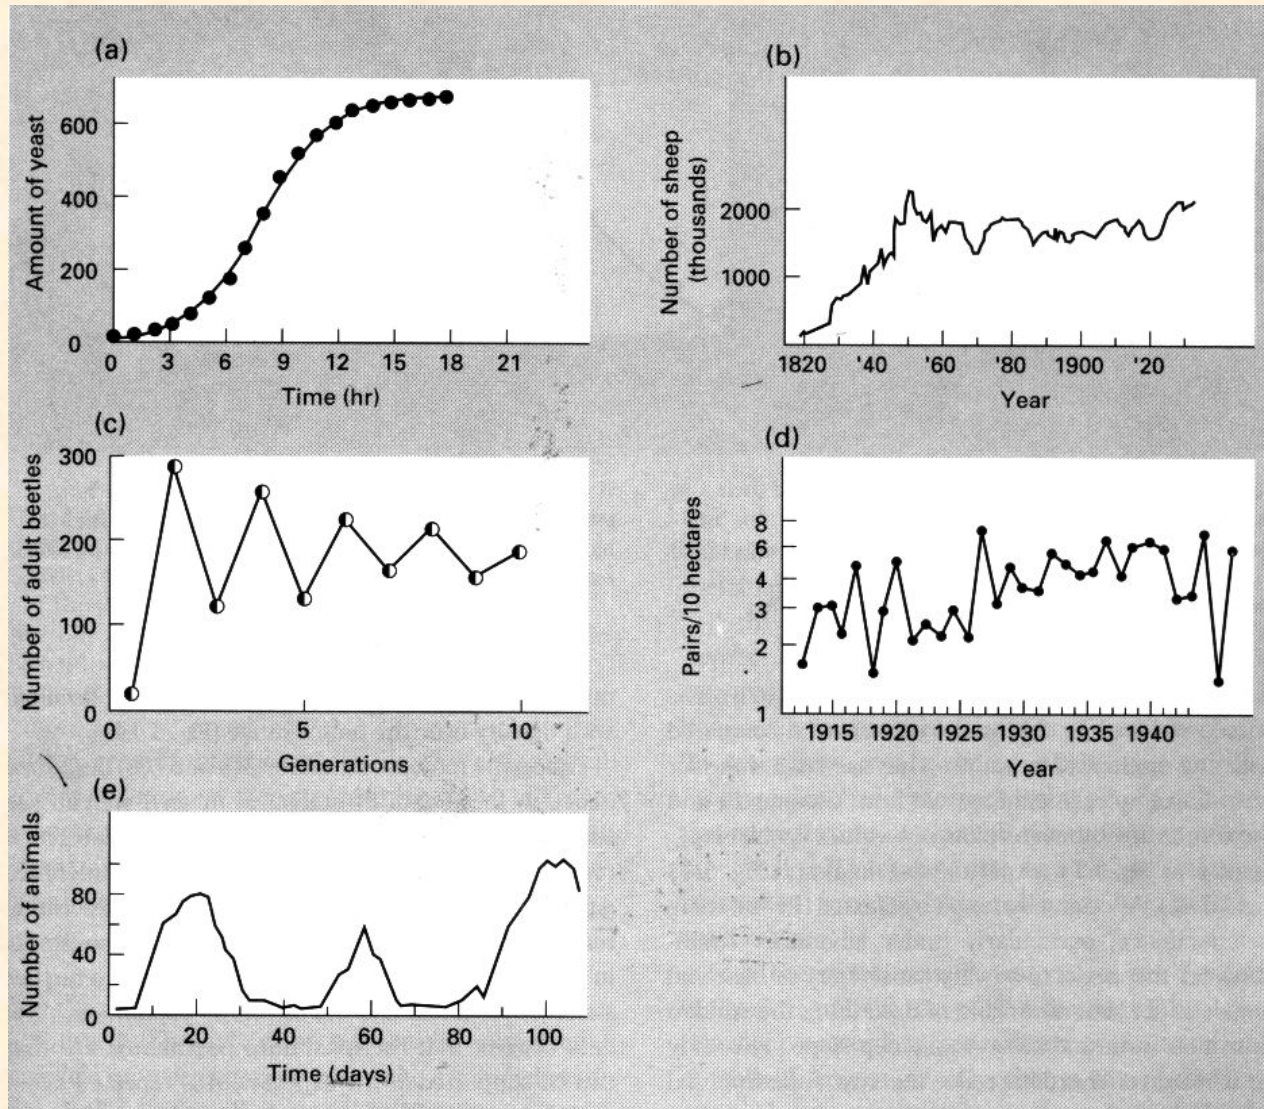 (a)
Amount of yeast
600
400
200
0
0 3 6 9 12 15 18 21
Time (hr)
(b)
Number of sheep
(thousands)
2000
1000
1820 '40 '60 '80 1900 '20
Year
(c)
Number of adult beetles
300
200
100
0
0 5 10
Generations
(d)
Pairs/10 hectares
8
6
4
3
2
1
1915 1920 1925 1930 1935 1940
Year
(e)
Number of animals
80
40
0
0 20 40 60 80 100
Time (days)